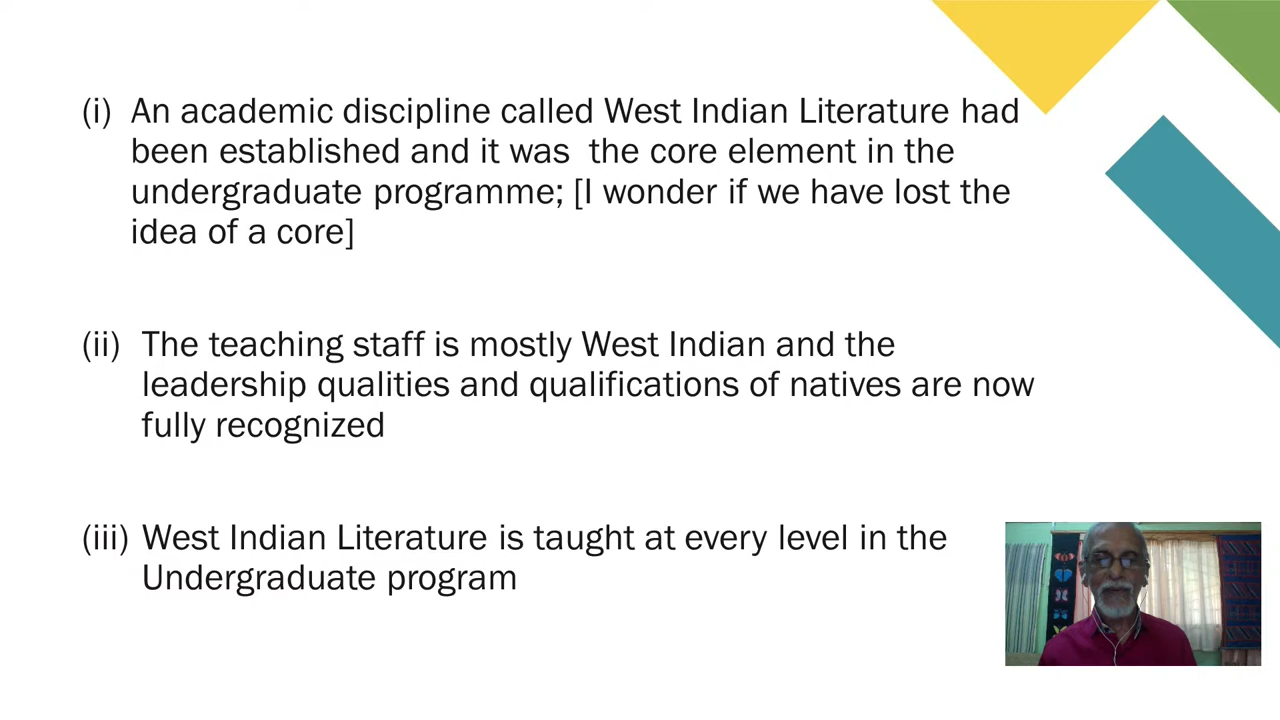 (i) An academic discipline called West Indian Literature had
been established and it was the core element in the
undergraduate programme; [I wonder if we have lost the
idea of a core]
(ii) The teaching staff is mostly West Indian and the
leadership qualities and qualifications of natives are now
fully recognized
(iii) West Indian Literature is taught at every level in the
Undergraduate program